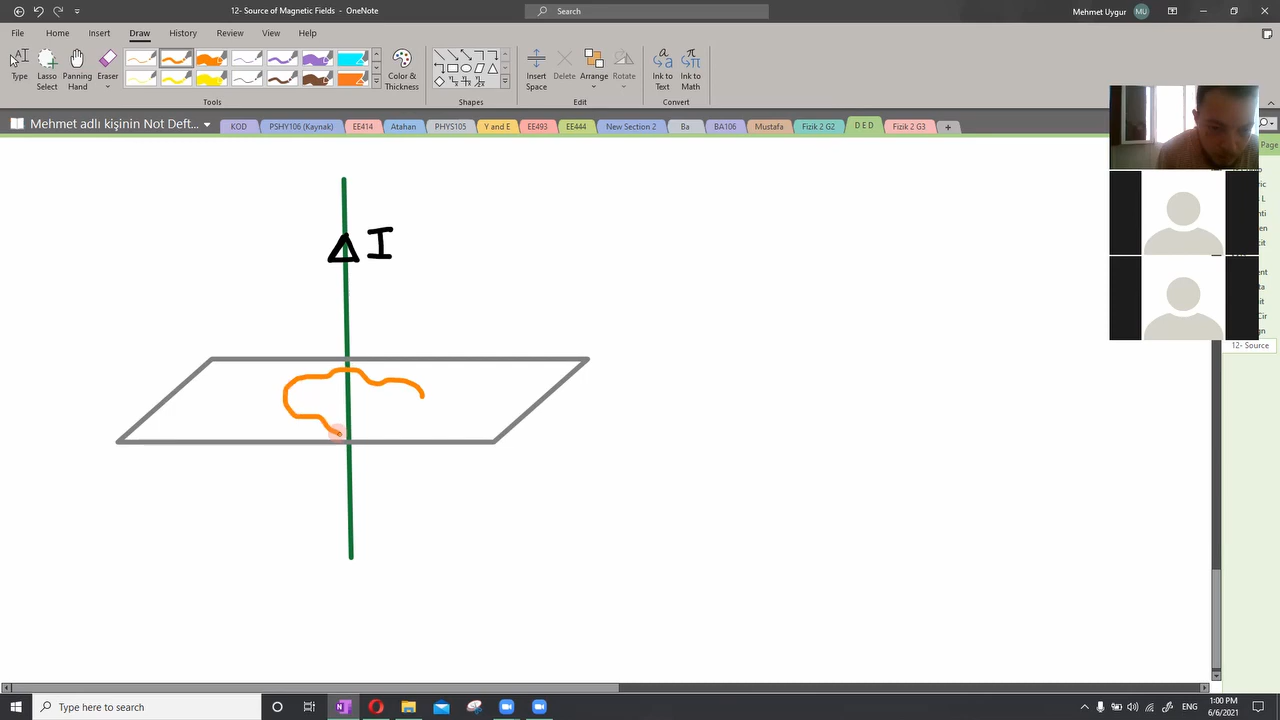 12- Source of Magnetic Fields - OneNote
Search
Mehmet Uygur
MU
File Home Insert Draw History Review View Help
Type
Lasso Select
Panning Hand
Eraser
Color & Thickness
Insert Space
Delete
Arrange
Rotate
Ink to Text
Ink to Math
Tools
Shapes
Edit
Convert
Mehmet adlı kişinin Not Deft...
KOD PSHY106 (Kaynak) EE414 Atahan PHYS105 Y and E EE493 EE444 New Section 2 Ba BA106 Mustafa Fizik 2 G2 D E D Fizik 2 G3 +
Page
12- Source
I
Type here to search
ENG
1:00 PM
6/6/2021